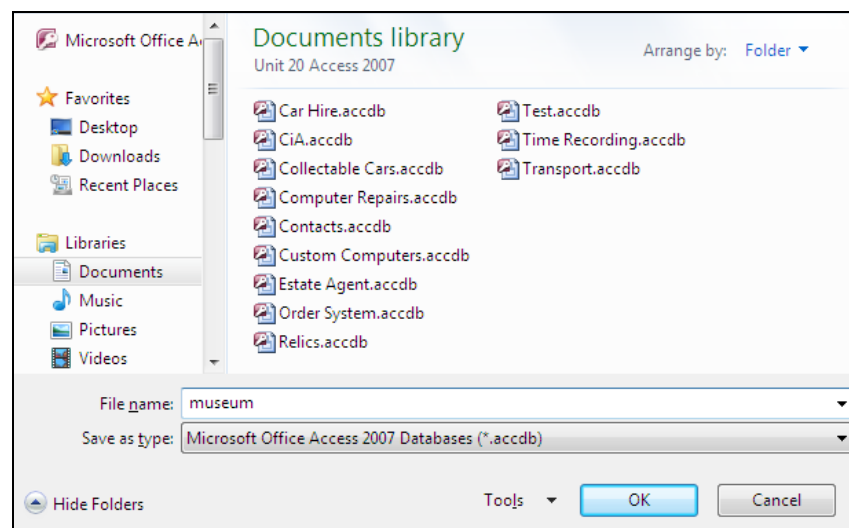 Microsoft Office A
Favorites
Desktop
Downloads
Recent Places
Libraries
Documents
Music
Pictures
Videos
Documents library
Unit 20 Access 2007
Arrange by: Folder
Car Hire.accdb
CiA.accdb
Collectable Cars.accdb
Computer Repairs.accdb
Contacts.accdb
Custom Computers.accdb
Estate Agent.accdb
Order System.accdb
Relics.accdb
Test.accdb
Time Recording.accdb
Transport.accdb
File name: museum
Save as type: Microsoft Office Access 2007 Databases (*.accdb)
Hide Folders
Tools
OK
Cancel